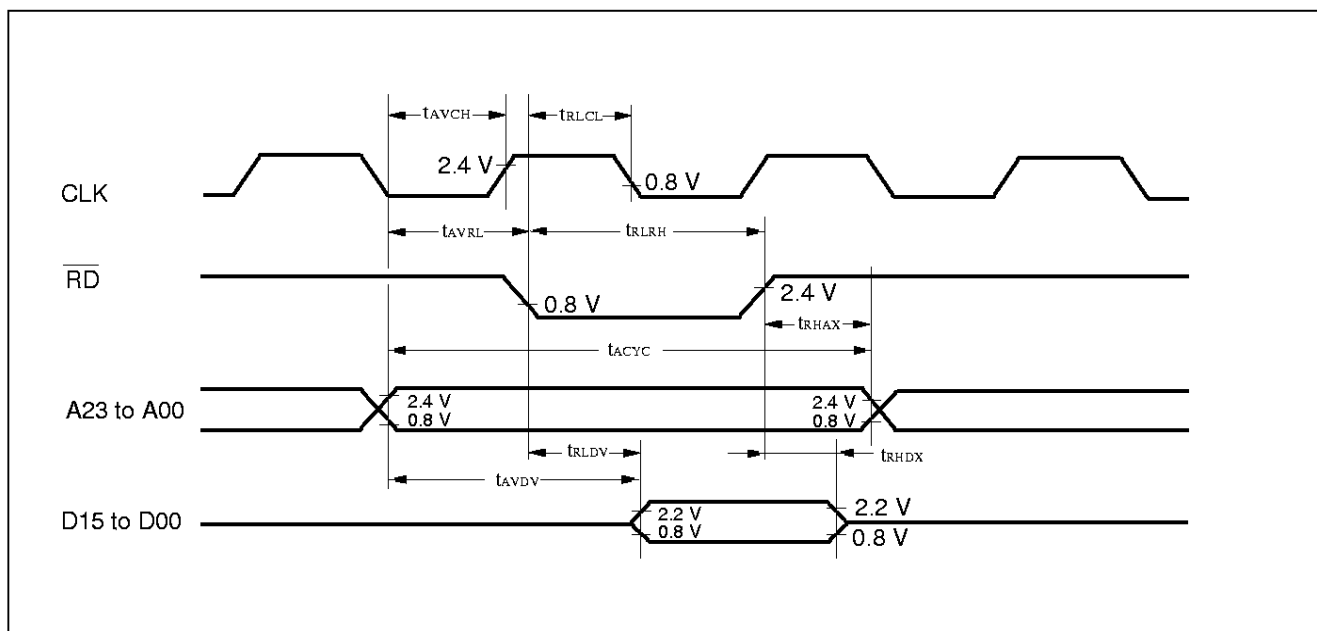 tAVCH
tRLCL
2.4 V
0.8 V
CLK
tAVRL
tRLRH
RD
0.8 V
2.4 V
tRHAX
tACYC
A23 to A00
2.4 V
0.8 V
2.4 V
0.8 V
tRLDV
tRHDX
tAVDV
D15 to D00
2.2 V
0.8 V
2.2 V
0.8 V